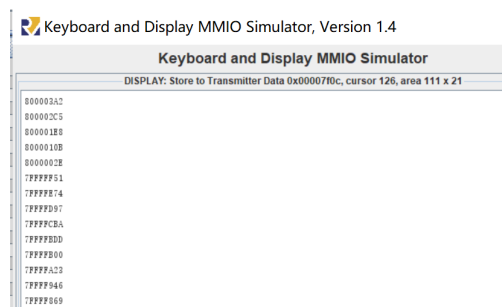 Keyboard and Display MMIO Simulator, Version 1.4
Keyboard and Display MMIO Simulator
DISPLAY: Store to Transmitter Data 0x00007f0c, cursor 126, area 111 x 21
800003A2
800002C5
800001E8
8000010B
8000002E
7FFFFF51
7FFFFE74
7FFFFD97
7FFFFCBA
7FFFFBDD
7FFFFB00
7FFFFA23
7FFFF946
7FFFF869